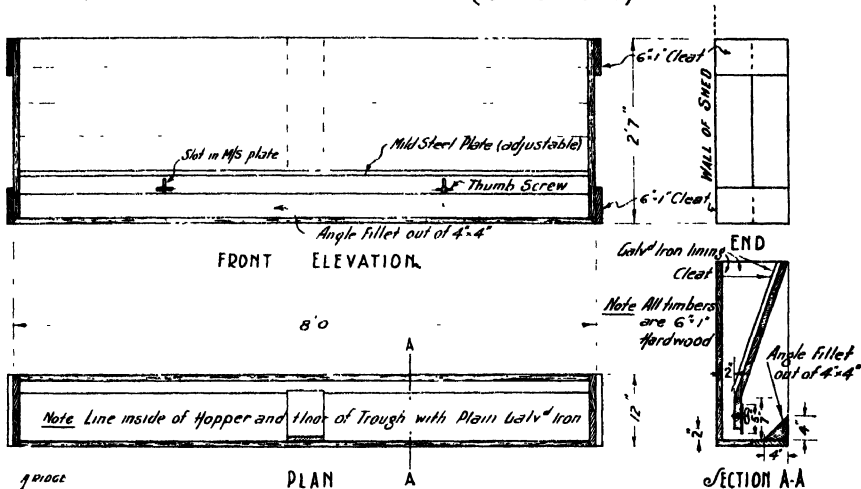 6"×1" Cleat
WALL OF SHED
2'7"
Slot in M/S plate
Mild Steel Plate (adjustable)
Thumb Screw
6"×1" Cleat
Angle Fillet out of 4"×4"
FRONT ELEVATION
END
Galvd Iron lining
Cleat
Note All timbers
are 6"×1"
Hardwood
8'0
A
Angle Fillet
out of 4"×4"
2"
Note Line inside of Hopper and floor of Trough with Plain Galvd Iron
12"
2"
7"
4"
4"
PLAN
A
SECTION A-A